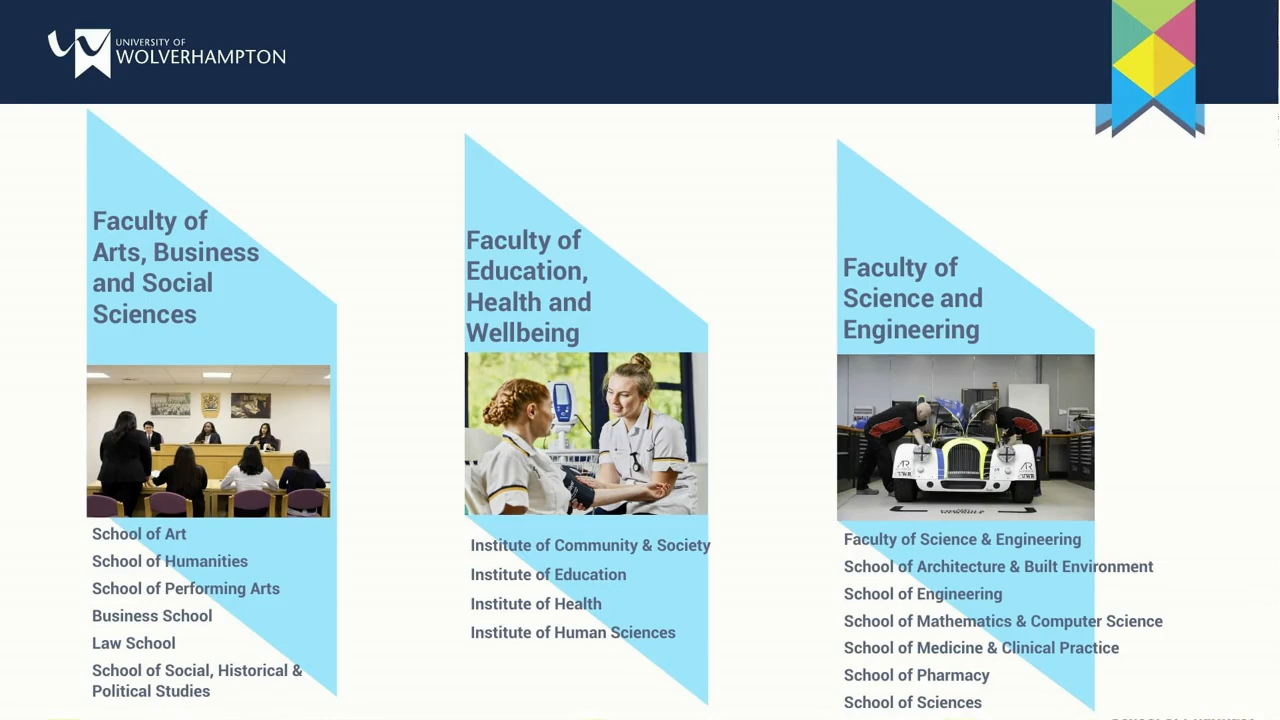 UNIVERSITY OF
WOLVERHAMPTON
Faculty of
Arts, Business
and Social
Sciences
School of Art
School of Humanities
School of Performing Arts
Business School
Law School
School of Social, Historical &
Political Studies
Faculty of
Education,
Health and
Wellbeing
Institute of Community & Society
Institute of Education
Institute of Health
Institute of Human Sciences
Faculty of
Science and
Engineering
AR
AR
UWR
Faculty of Science & Engineering
School of Architecture & Built Environment
School of Engineering
School of Mathematics & Computer Science
School of Medicine & Clinical Practice
School of Pharmacy
School of Sciences